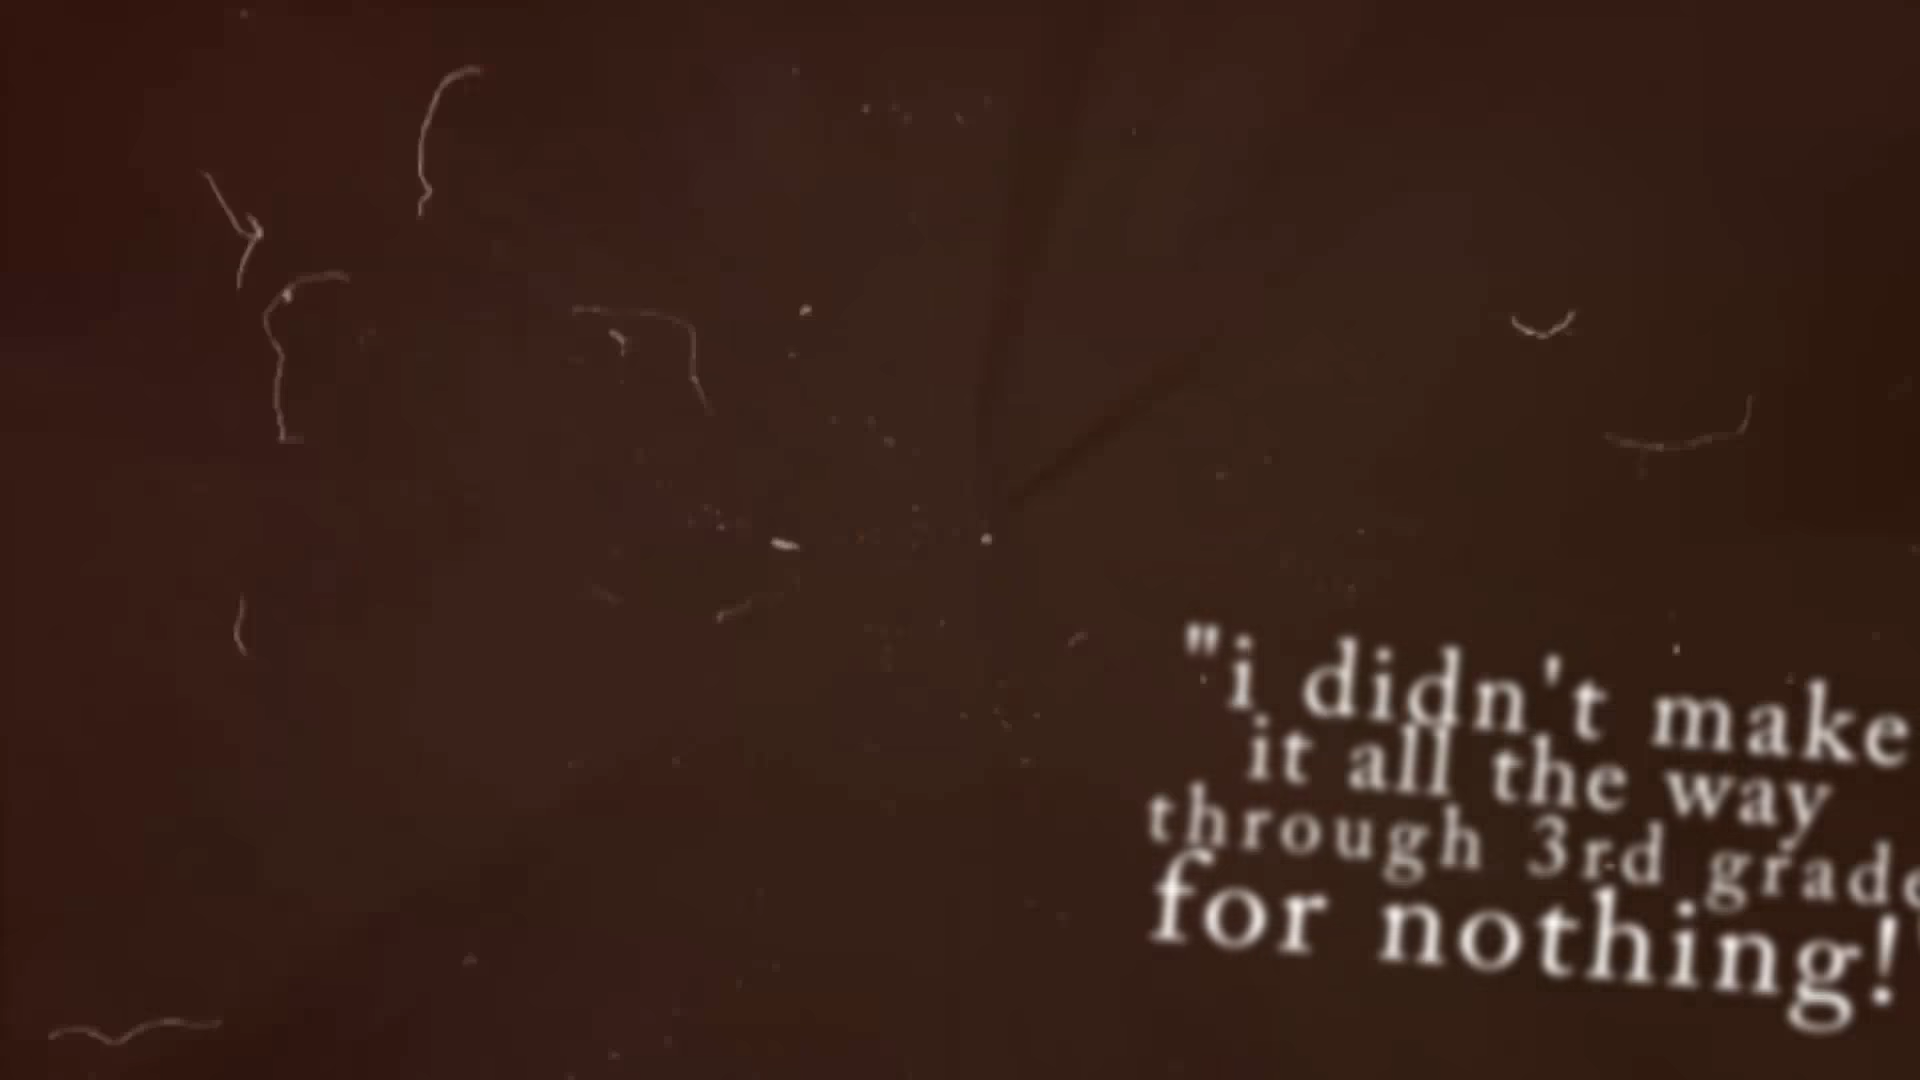 "i didn't make
it all the way
through 3rd grade
for nothing!"